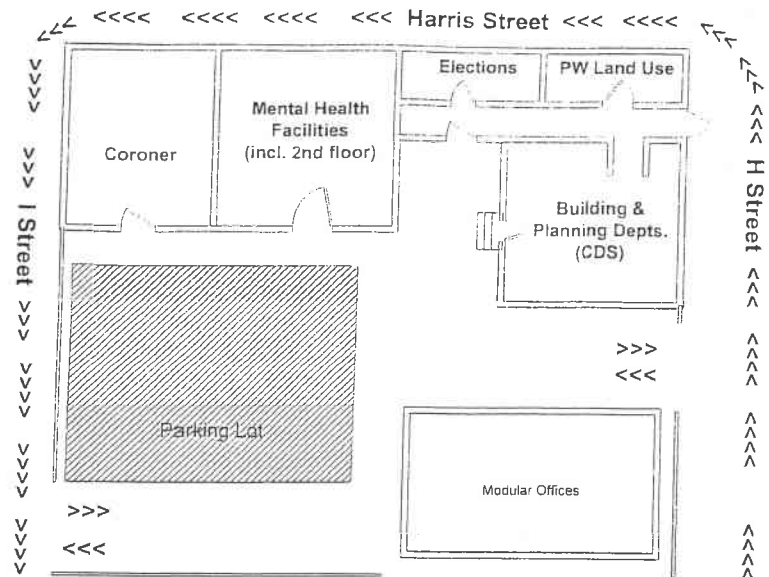 <<< <<<< <<<< <<<< <<< Harris Street <<< <<<< <<<<
Elections
PW Land Use
Mental Health
Facilities
(incl. 2nd floor)
Coroner
Building &
Planning Depts.
(CDS)
>>>> >>> I Street >>> >>>> >>>> >>>>
<<<< <<<< <<<< <<< H Street <<< <<<
>>>
<<<
Parking Lot
Modular Offices
>>>
<<<